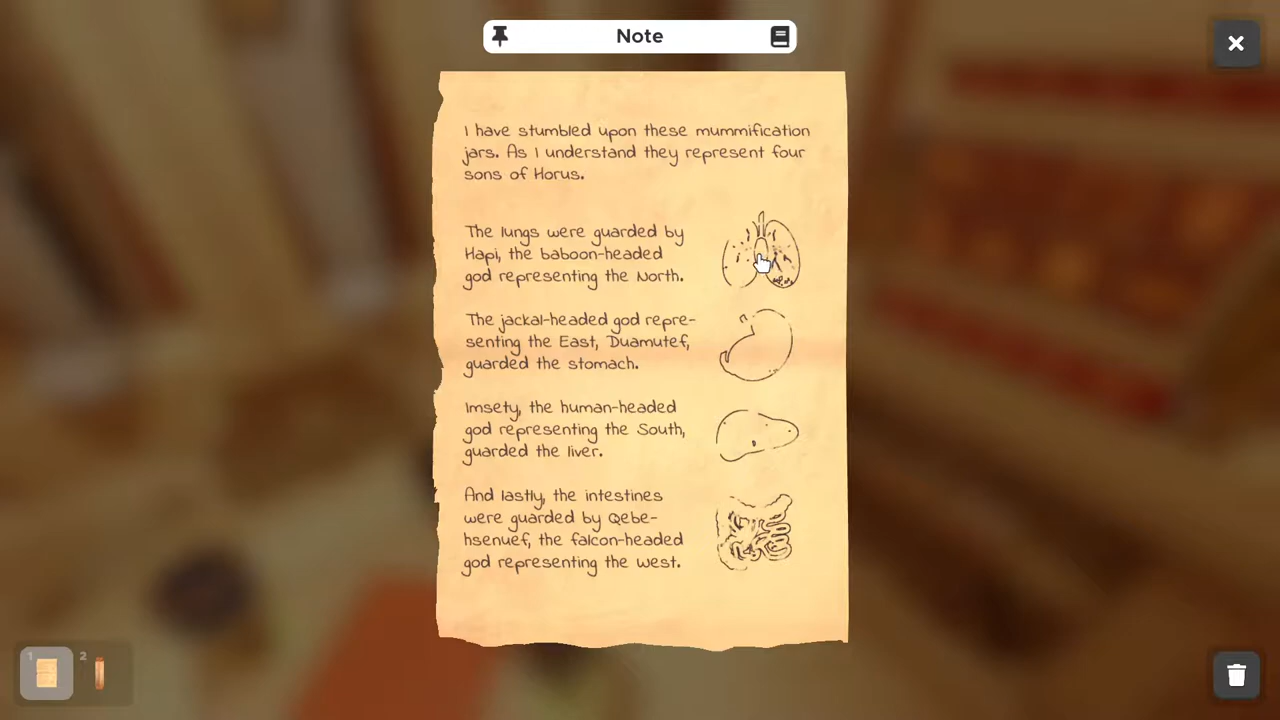 Note
I have stumbled upon these mummification
jars. As I understand they represent four
sons of Horus.
The lungs were guarded by
Hapi, the baboon-headed
god representing the North.
The jackal-headed god repre-
senting the East, Duamutef,
guarded the stomach.
Imsety, the human-headed
god representing the South,
guarded the liver.
And lastly, the intestines
were guarded by Qebe-
hsenuef, the falcon-headed
god representing the west.
1 2